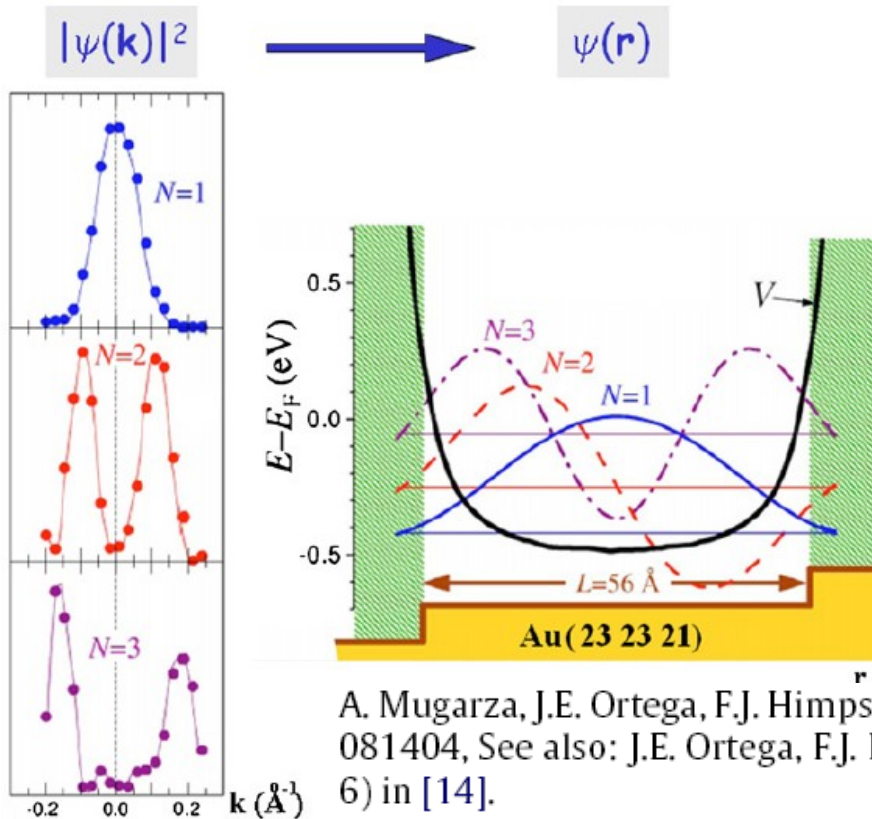 |ψ(k)|² ψ(r)
N=1
N=2
N=3
-0.2 0.0 0.2 k (Å⁻¹)
E−E_F (eV)
0.5
0.0
-0.5
V
N=3
N=2
N=1
L=56 Å
Au(23 23 21)
r
A. Mugarza, J.E. Ortega, F.J. Himps
081404, See also: J.E. Ortega, F.J.
6) in [14].